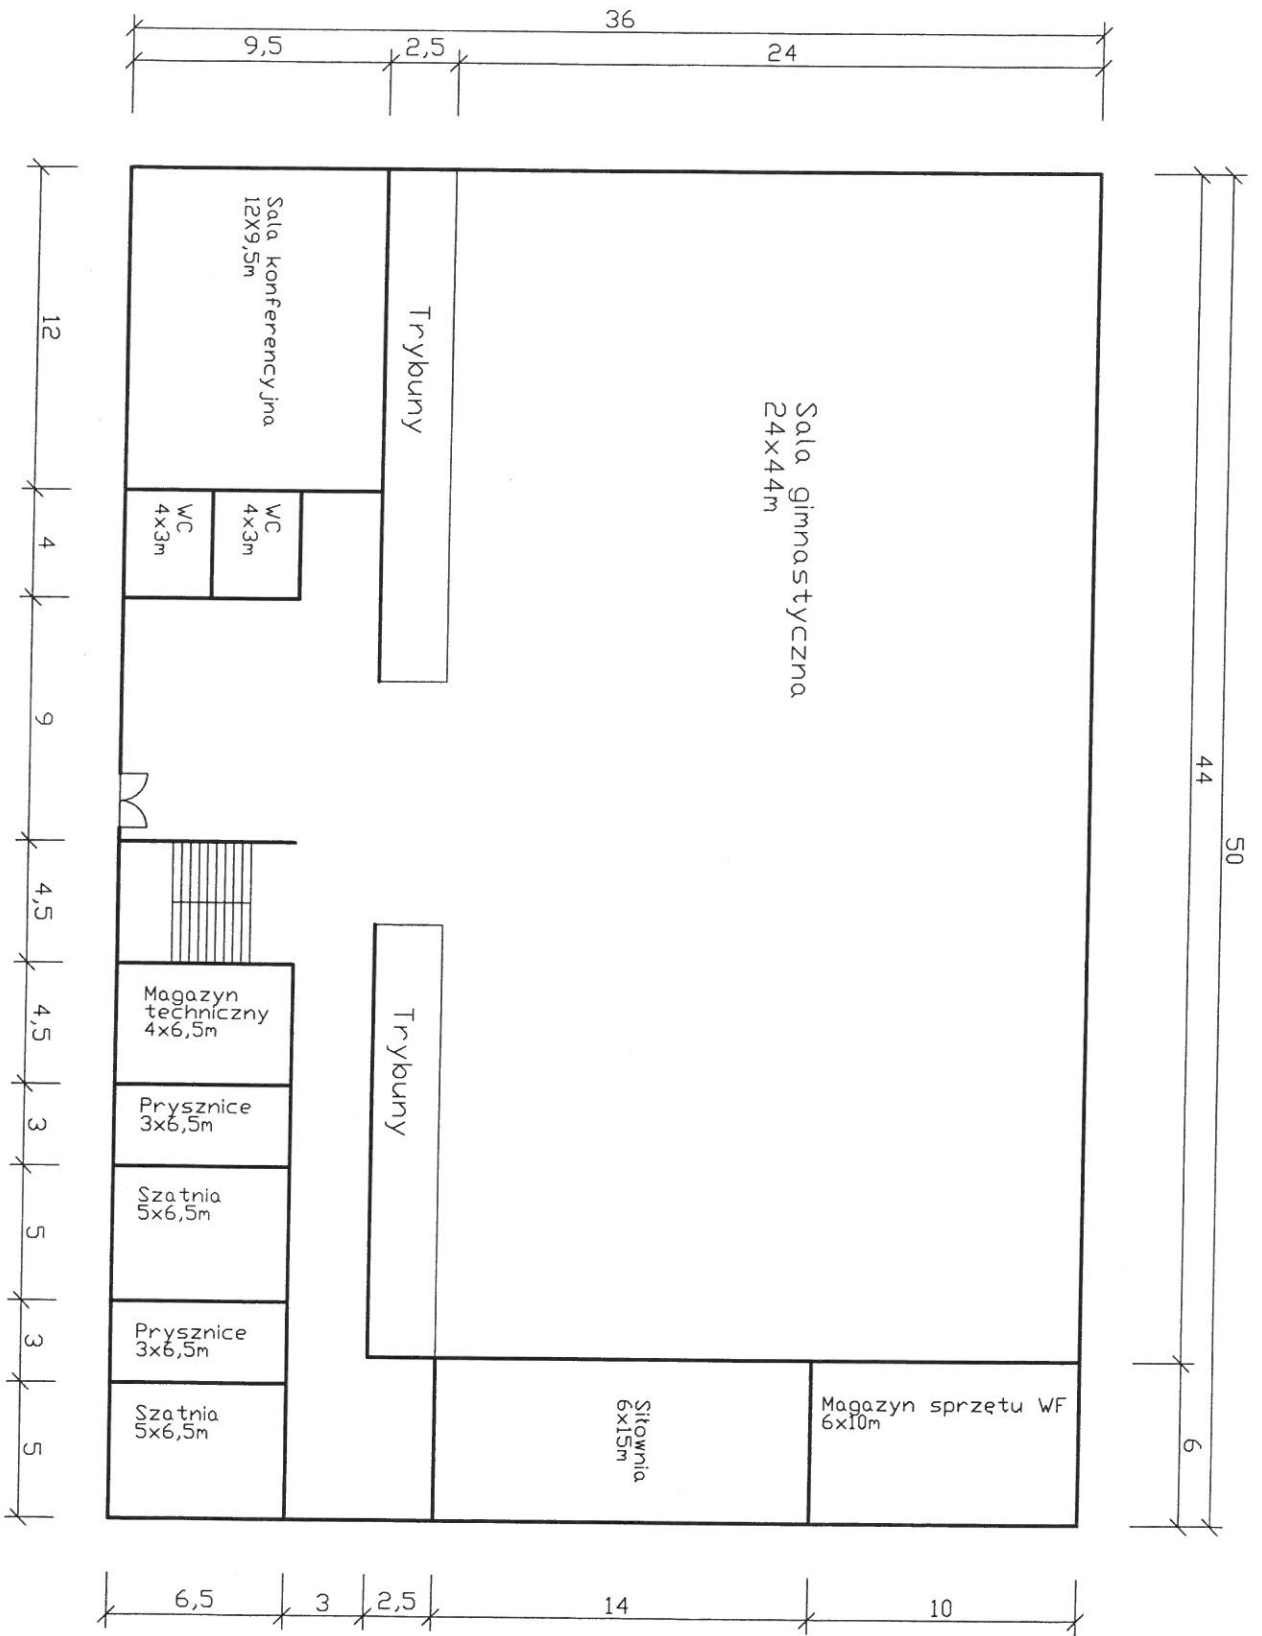 36
9,5
2,5
24
Sala konferencyjna
12X9,5m
Trybuny
Sala gimnastyczna
24x44m
12
WC
4x3m
WC
4x3m
4
9
44
50
4,5
Magazyn
techniczny
4x6,5m
4,5
Trybuny
Prysznice
3x6,5m
3
Szatnia
5x6,5m
5
Prysznice
3x6,5m
3
Szatnia
5x6,5m
5
Siłownia
6x15m
Magazyn sprzętu WF
6x10m
6
6,5
3
2,5
14
10